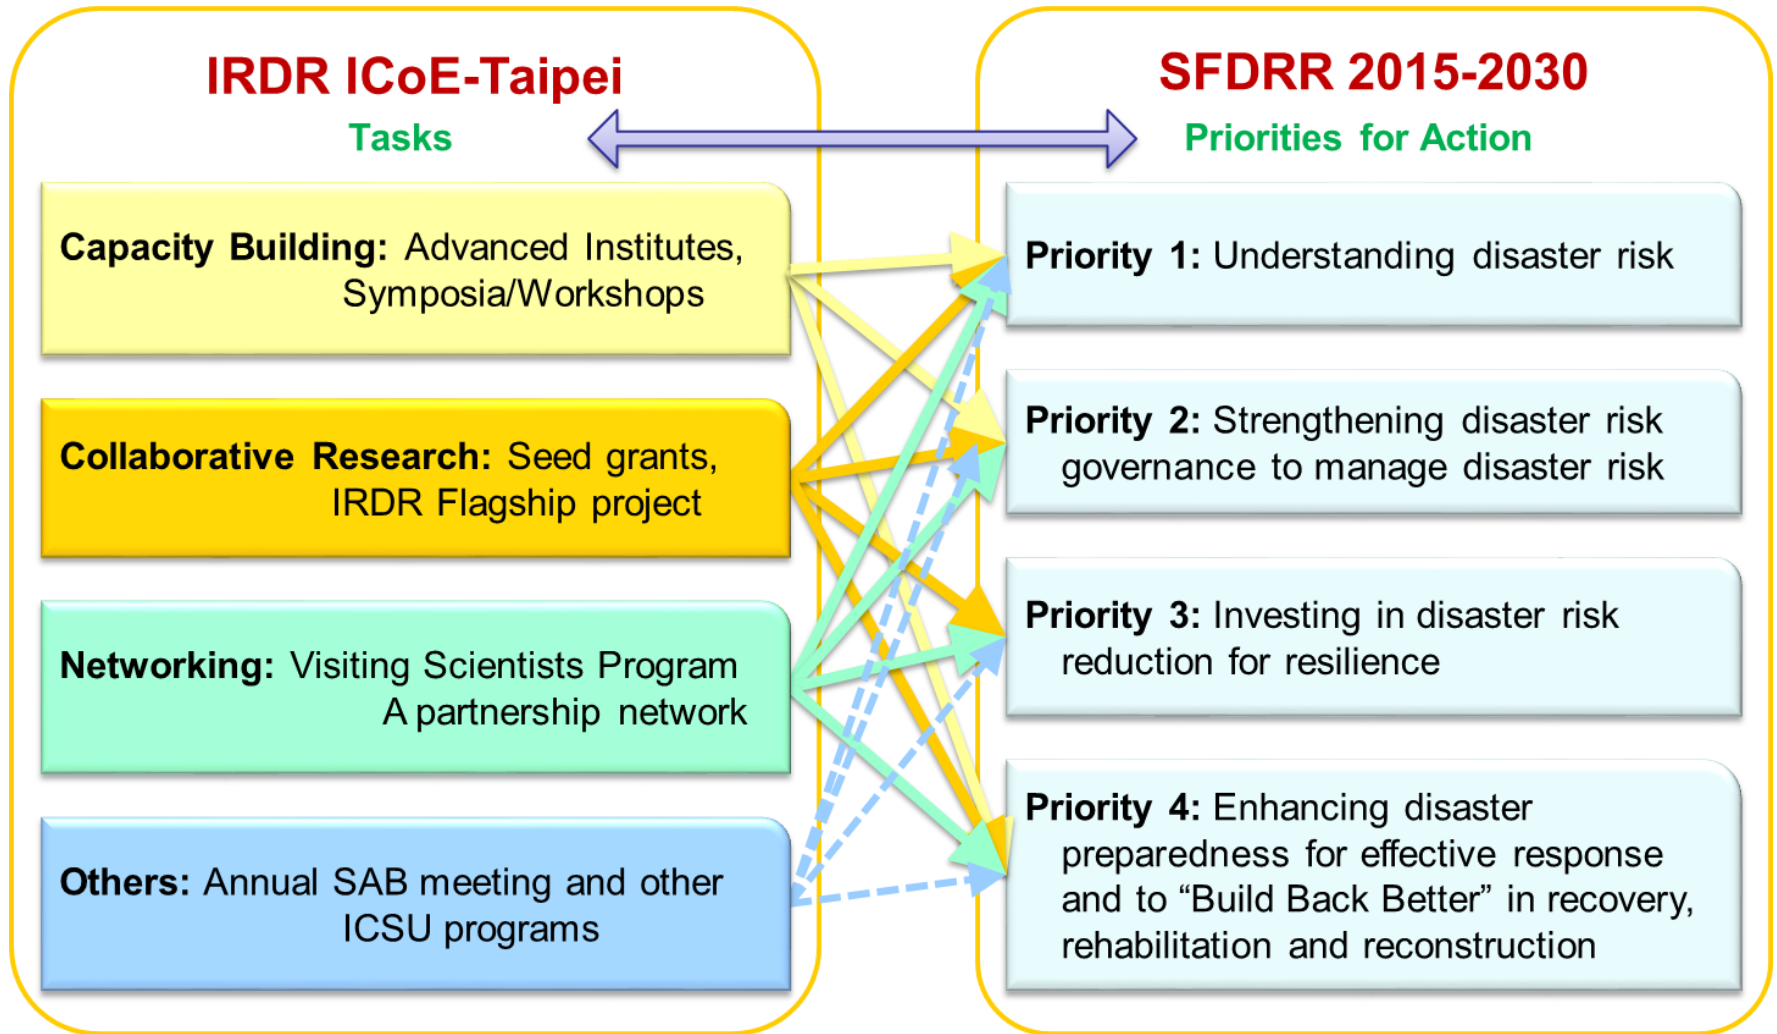 IRDR ICoE-Taipei
Tasks
Capacity Building: Advanced Institutes,
Symposia/Workshops
Collaborative Research: Seed grants,
IRDR Flagship project
Networking: Visiting Scientists Program
A partnership network
Others: Annual SAB meeting and other
ICSU programs
SFDRR 2015-2030
Priorities for Action
Priority 1: Understanding disaster risk
Priority 2: Strengthening disaster risk
governance to manage disaster risk
Priority 3: Investing in disaster risk
reduction for resilience
Priority 4: Enhancing disaster
preparedness for effective response
and to “Build Back Better” in recovery,
rehabilitation and reconstruction